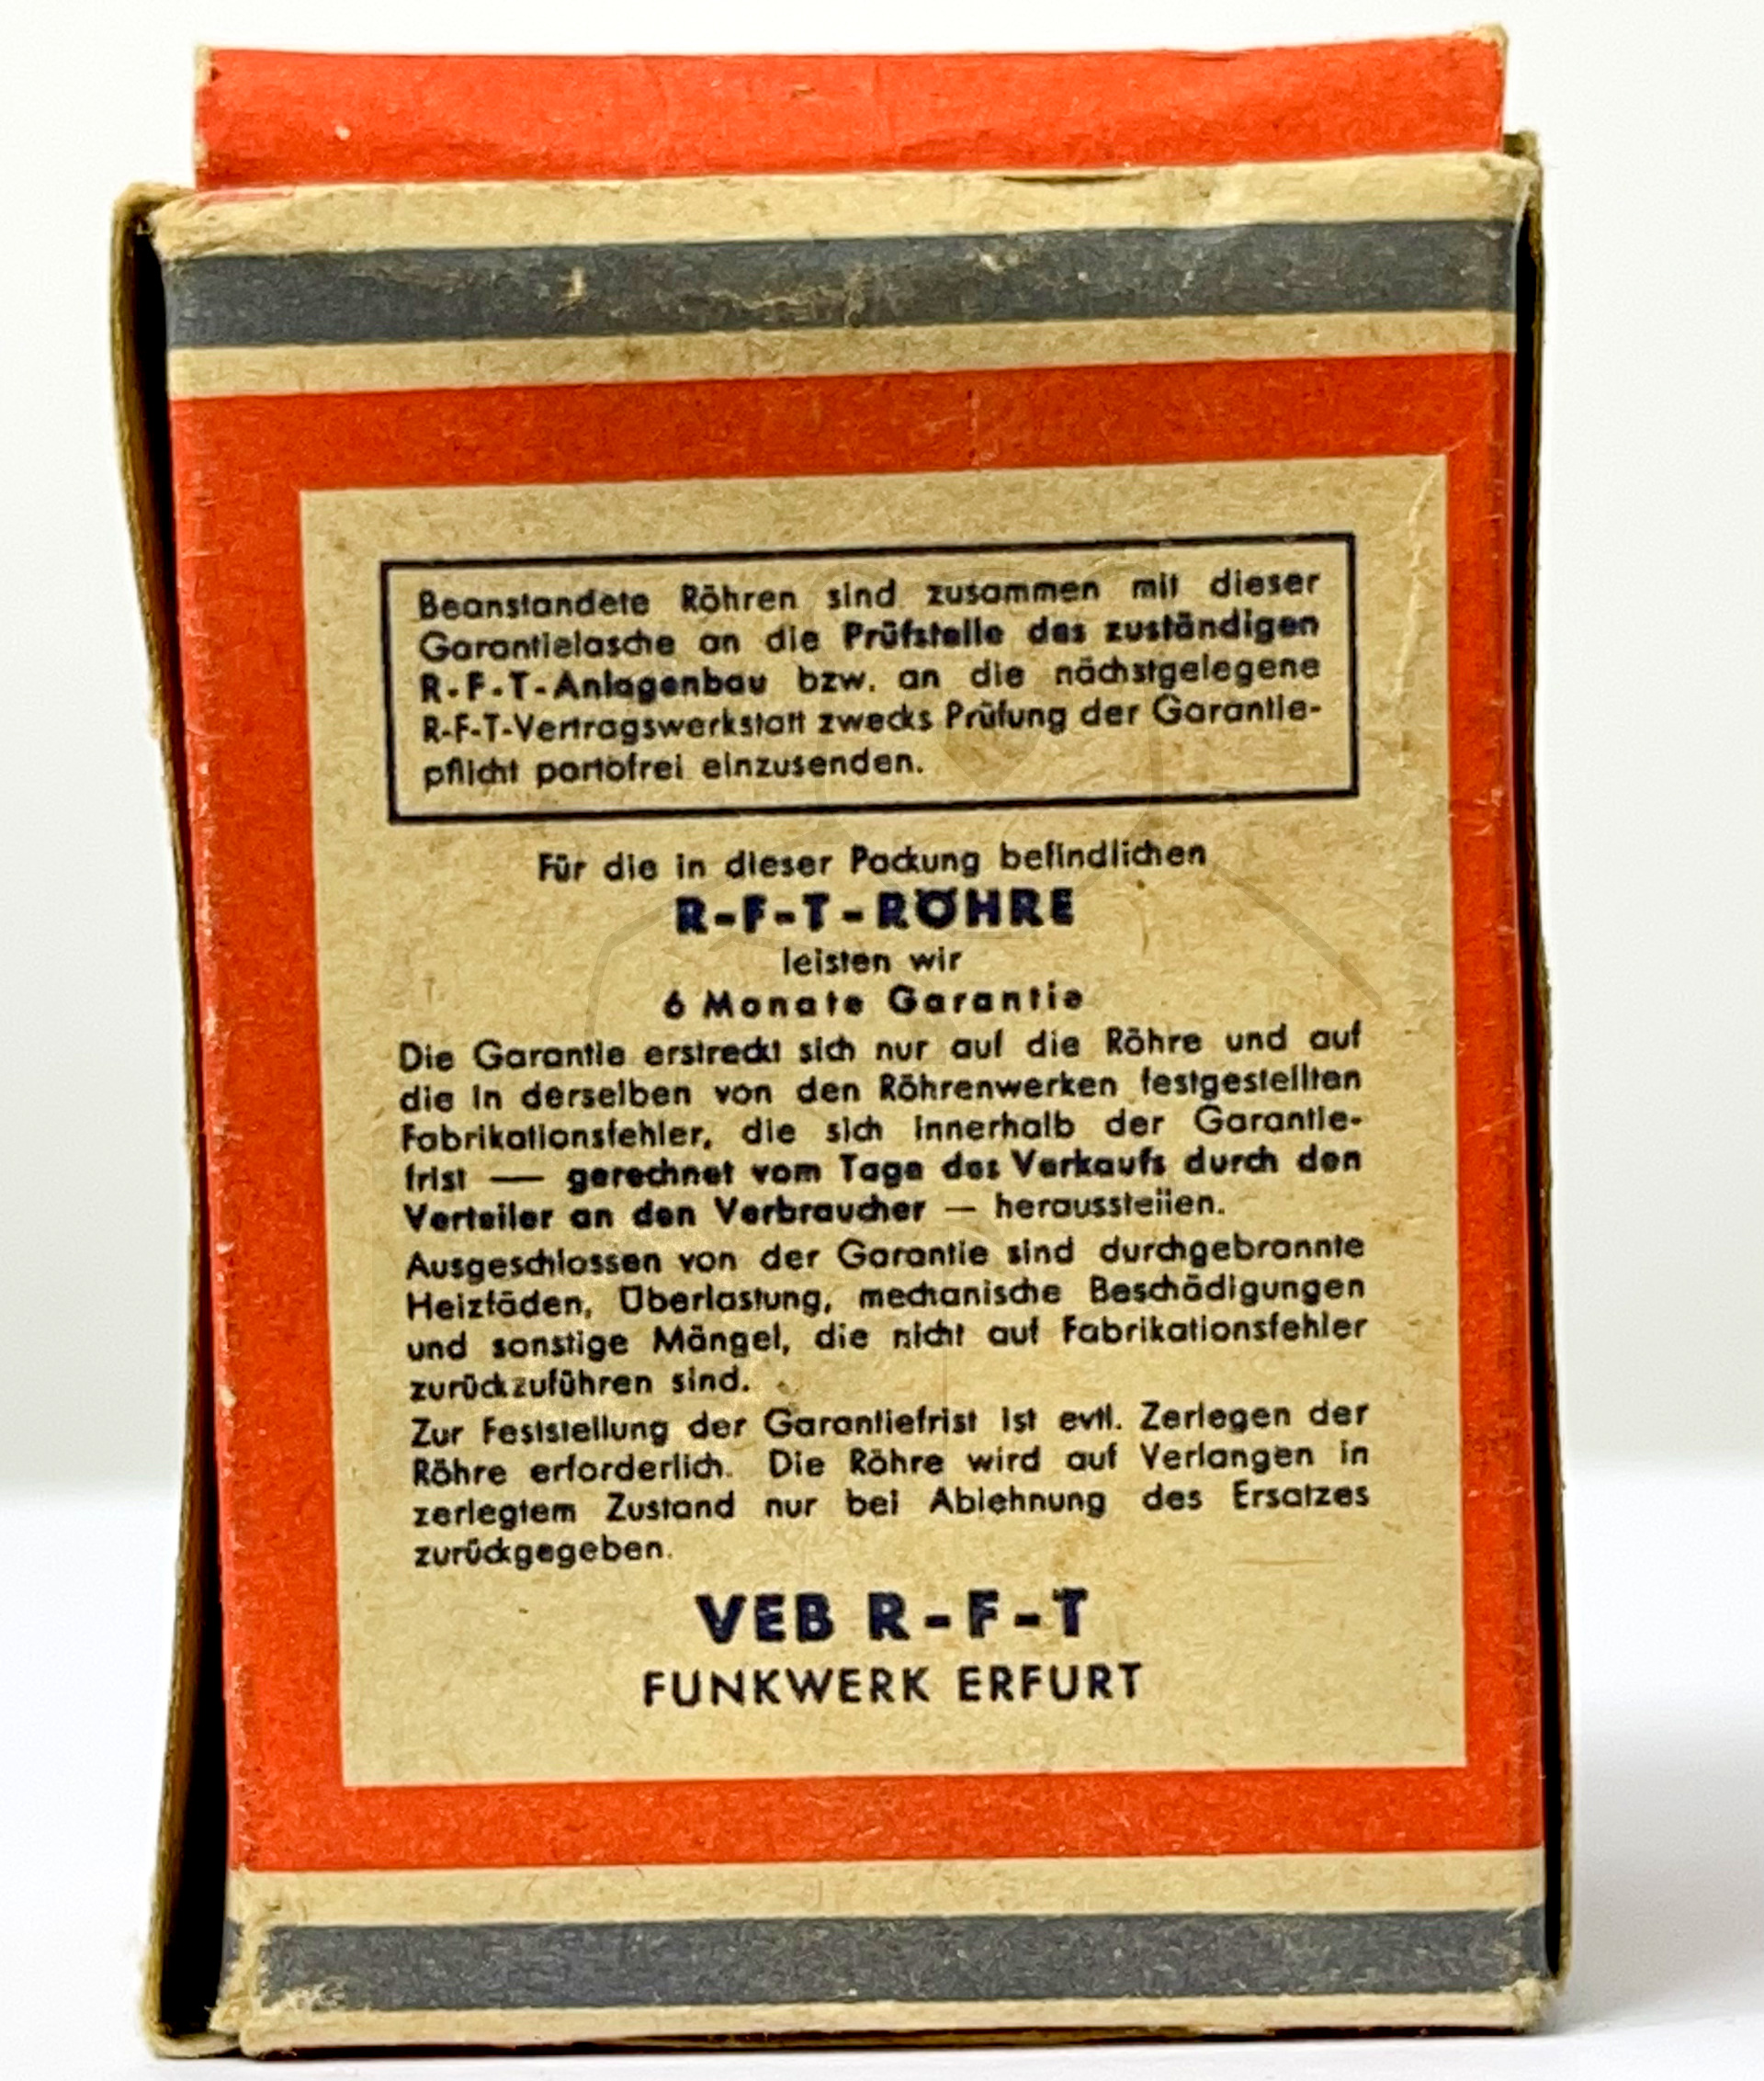 Beanstandete Röhren sind zusammen mit dieser
Garantielasche an die Prüfstelle des zuständigen
R-F-T-Anlagenbau bzw. an die nächstgelegene
R-F-T-Vertragswerkstatt zwecks Prüfung der Garantie-
pflicht portofrei einzusenden.
Für die in dieser Packung befindlichen
R-F-T-RÖHRE
leisten wir
6 Monate Garantie
Die Garantie erstreckt sich nur auf die Röhre und auf
die in derselben von den Röhrenwerken festgestellten
Fabrikationsfehler, die sich innerhalb der Garantie-
frist — gerechnet vom Tage des Verkaufs durch den
Verteiler an den Verbraucher — herausstellen.
Ausgeschlossen von der Garantie sind durchgebrannte
Heizfäden, Überlastung, mechanische Beschädigungen
und sonstige Mängel, die nicht auf Fabrikationsfehler
zurückzuführen sind.
Zur Feststellung der Garantiefrist ist evtl. Zerlegen der
Röhre erforderlich. Die Röhre wird auf Verlangen in
zerlegtem Zustand nur bei Ablehnung des Ersatzes
zurückgegeben.
VEB R-F-T
FUNKWERK ERFURT